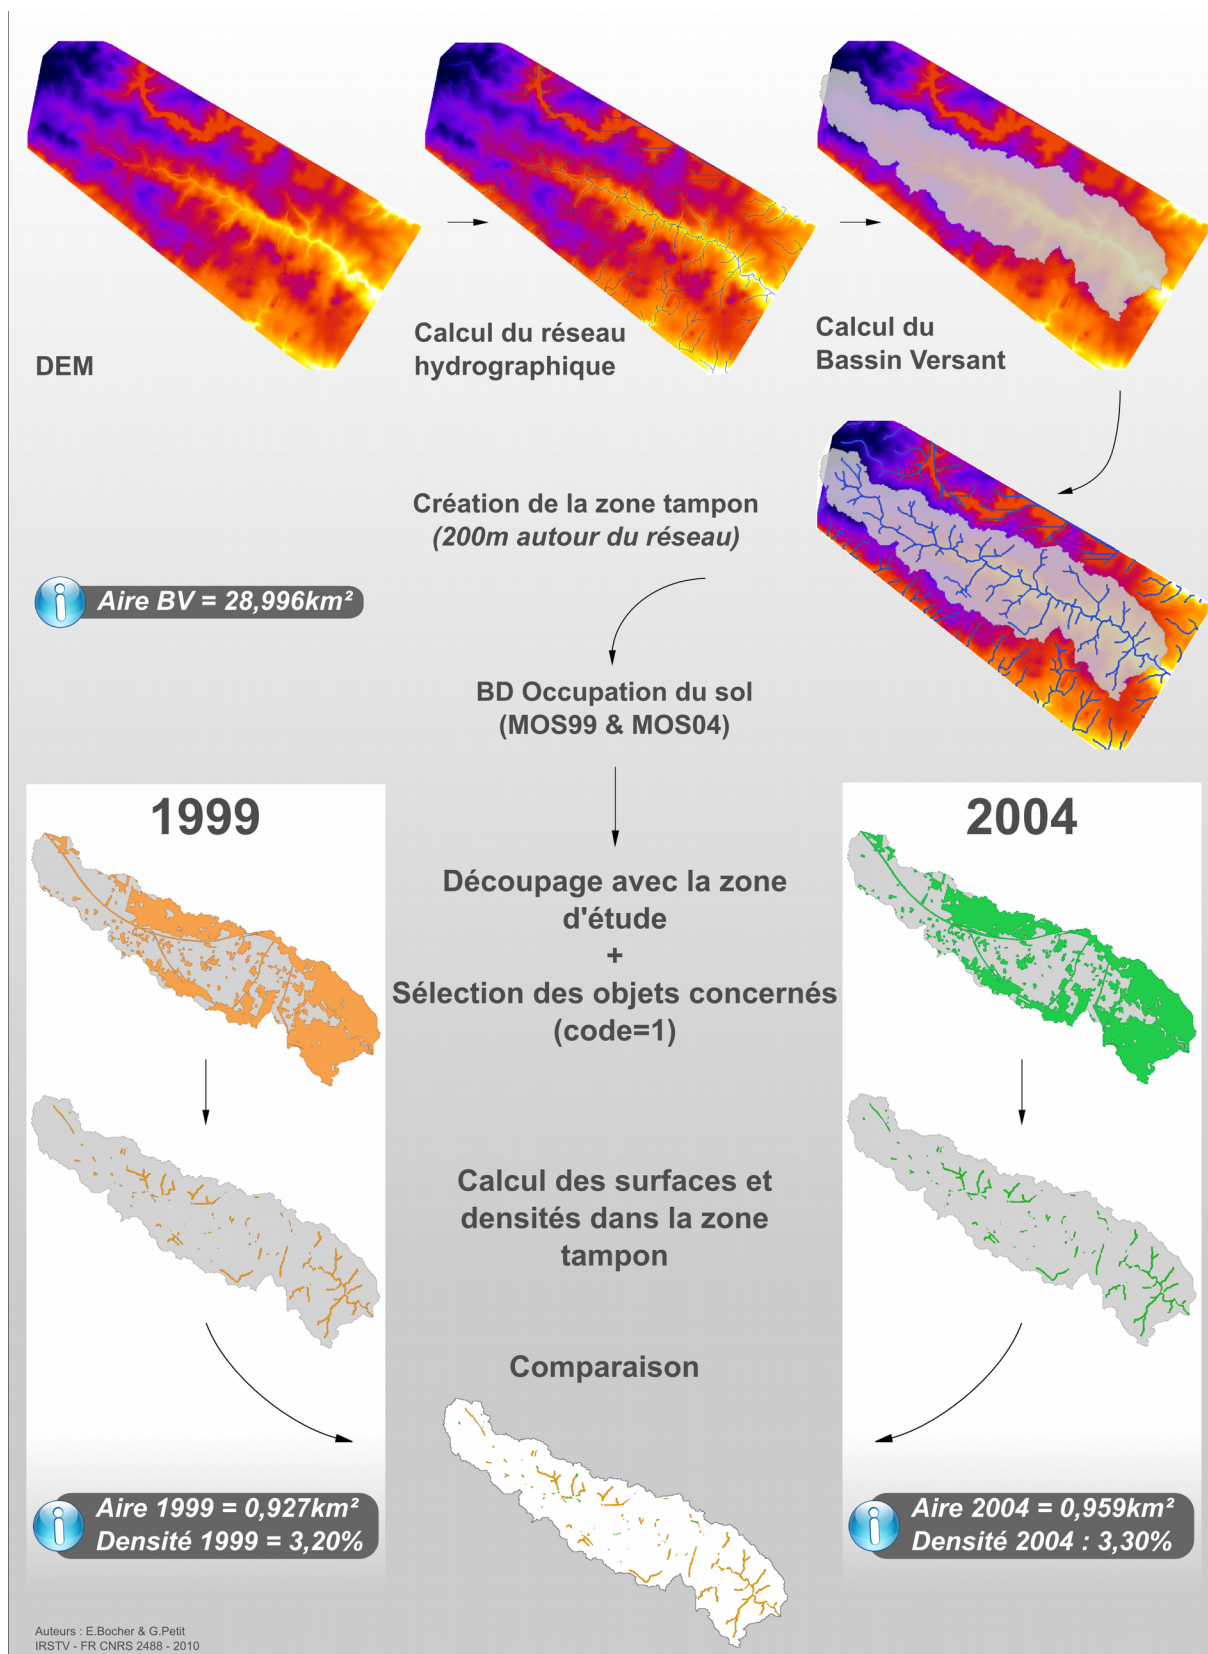 DEM
Calcul du réseau
hydrographique
Calcul du
Bassin Versant
Création de la zone tampon
(200m autour du réseau)
Aire BV = 28,996km²
BD Occupation du sol
(MOS99 & MOS04)
1999
2004
Découpage avec la zone
d'étude
+
Sélection des objets concernés
(code=1)
Calcul des surfaces et
densités dans la zone
tampon
Comparaison
Aire 1999 = 0,927km²
Densité 1999 = 3,20%
Aire 2004 = 0,959km²
Densité 2004 : 3,30%
Auteurs : E.Bocher & G.Petit
IRSTV - FR CNRS 2488 - 2010